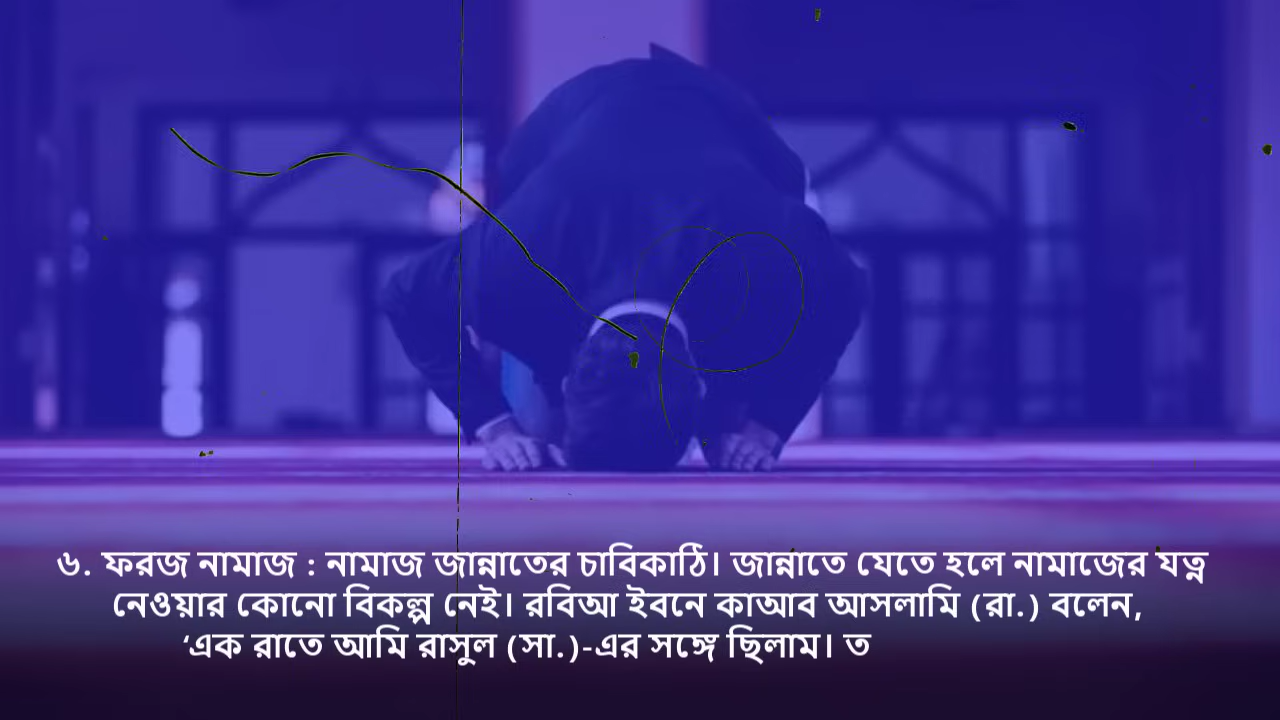 ৬. ফরজ নামাজ : নামাজ জান্নাতের চাবিকাঠি। জান্নাতে যেতে হলে নামাজের যত্ন
নেওয়ার কোনো বিকল্প নেই। রবিআ ইবনে কাআব আসলামি (রা.) বলেন,
‘এক রাতে আমি রাসুল (সা.)-এর সঙ্গে ছিলাম। ত